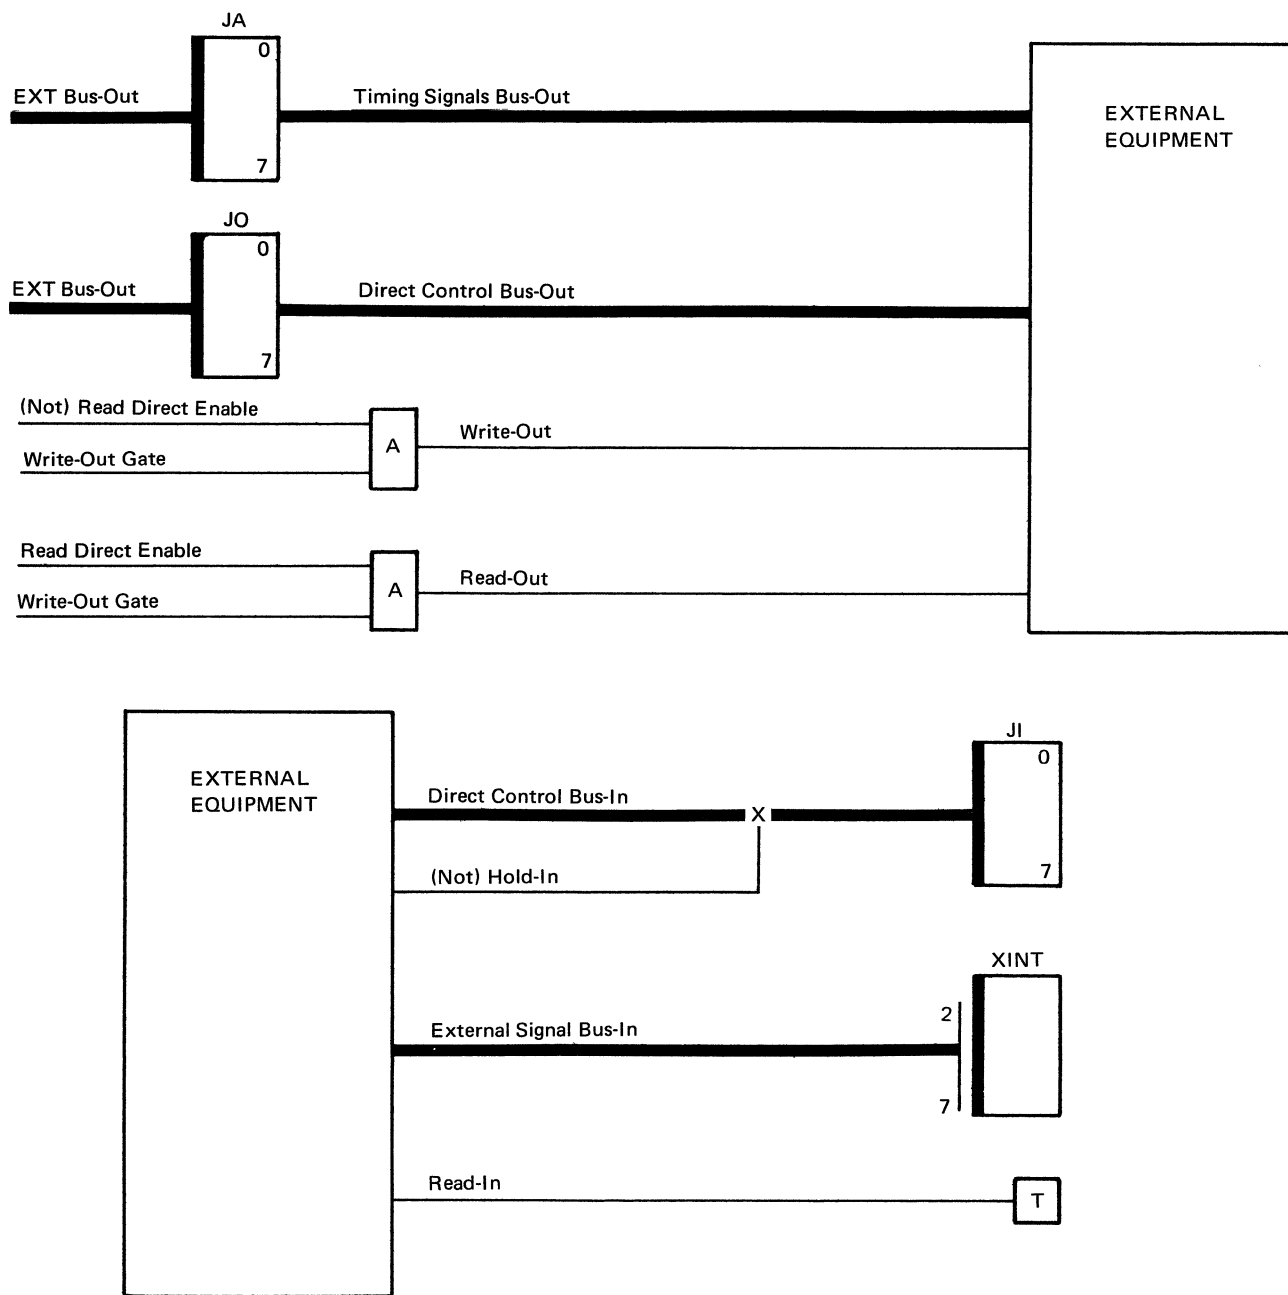 JA
0
EXT Bus-Out
Timing Signals Bus-Out
EXTERNAL
EQUIPMENT
7
JO
0
EXT Bus-Out
Direct Control Bus-Out
7
(Not) Read Direct Enable
A
Write-Out
Write-Out Gate
Read Direct Enable
A
Read-Out
Write-Out Gate
EXTERNAL
EQUIPMENT
JI
0
Direct Control Bus-In
X
(Not) Hold-In
7
XINT
2
External Signal Bus-In
7
Read-In
T